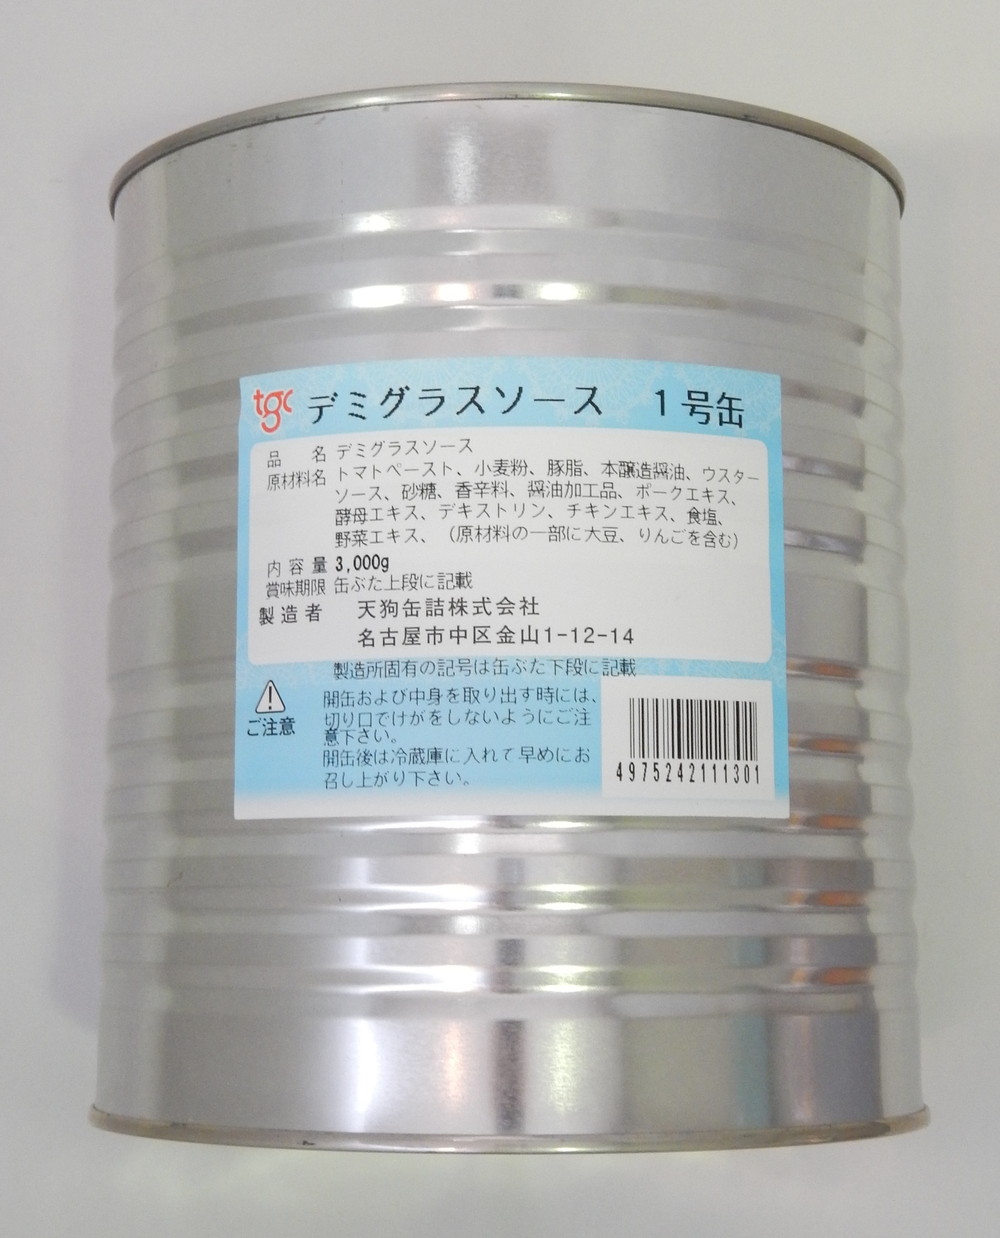 tgc デミグラスソース 1号缶
品名 デミグラスソース
原材料名 トマトペースト、小麦粉、豚脂、本醸造醤油、ウスター
ソース、砂糖、香辛料、醤油加工品、ポークエキス、
酵母エキス、デキストリン、チキンエキス、食塩、
野菜エキス、(原材料の一部に大豆、りんごを含む)
内容量 3,000g
賞味期限 缶ぶた上段に記載
製造者 天狗缶詰株式会社
名古屋市中区金山1-12-14
製造所固有の記号は缶ぶた下段に記載
ご注意
開缶および中身を取り出す時には、
切り口でけがをしないようにご注
意下さい。
開缶後は冷蔵庫に入れて早めにお
召し上がり下さい。
4975242111301